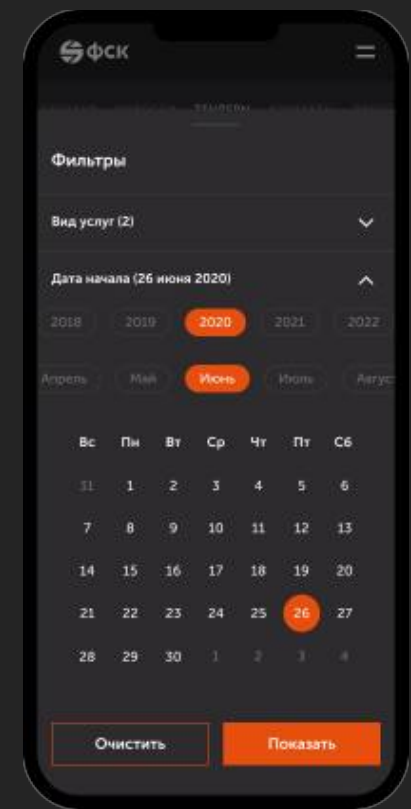 ФСК
тендеры
Фильтры
Вид услуг (2)
Дата начала (26 июня 2020)
2018 2019 2020 2021 2022
Апрель Май Июнь Июль Август
Вс Пн Вт Ср Чт Пт Сб
31 1 2 3 4 5 6
7 8 9 10 11 12 13
14 15 16 17 18 19 20
21 22 23 24 25 26 27
28 29 30 1 2 3 4
Очистить Показать